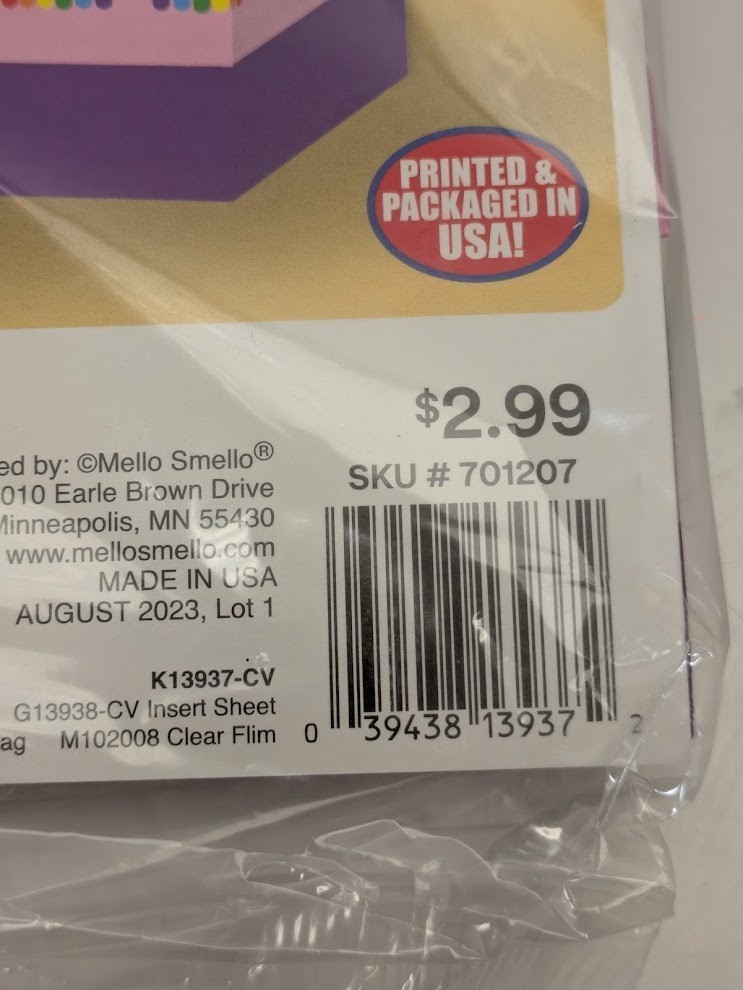 PRINTED &
PACKAGED IN
USA!
$2.99
SKU # 701207
ed by: ©Mello Smello®
010 Earle Brown Drive
Minneapolis, MN 55430
www.mellosmello.com
MADE IN USA
AUGUST 2023, Lot 1
K13937-CV
G13938-CV Insert Sheet
ag M102008 Clear Flim
0 39438 13937 2